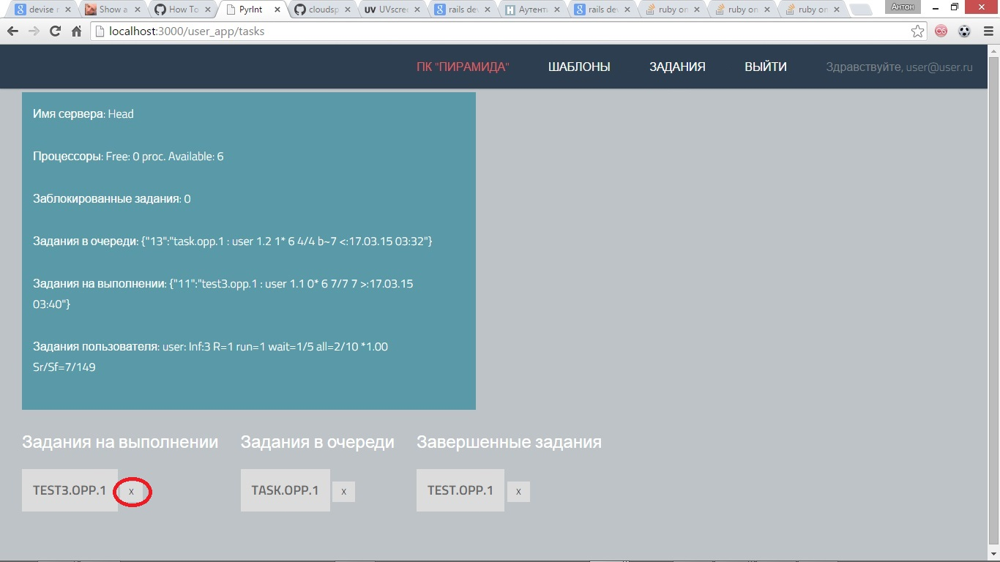 devise r
Show a
How To
PyrInt
cloudsp
UVscree
rails dev
Аутент
rails dev
ruby on
ruby on
ruby on
Антон
localhost:3000/user_app/tasks
ПК "ПИРАМИДА" ШАБЛОНЫ ЗАДАНИЯ ВЫЙТИ Здравствуйте, user@user.ru
Имя сервера: Head
Процессоры: Free: 0 proc. Available: 6
Заблокированные задания: 0
Задания в очереди: {"13":"task.opp.1 : user 1.2 1* 6 4/4 b~7 <:17.03.15 03:32"}
Задания на выполнении: {"11":"test3.opp.1 : user 1.1 0* 6 7/7 7 >:17.03.15
03:40"}
Задания пользователя: user: Inf:3 R=1 run=1 wait=1/5 all=2/10 *1.00
Sr/Sf=7/149
Задания на выполнении
TEST3.OPP.1 x
Задания в очереди
TASK.OPP.1 x
Завершенные задания
TEST.OPP.1 x